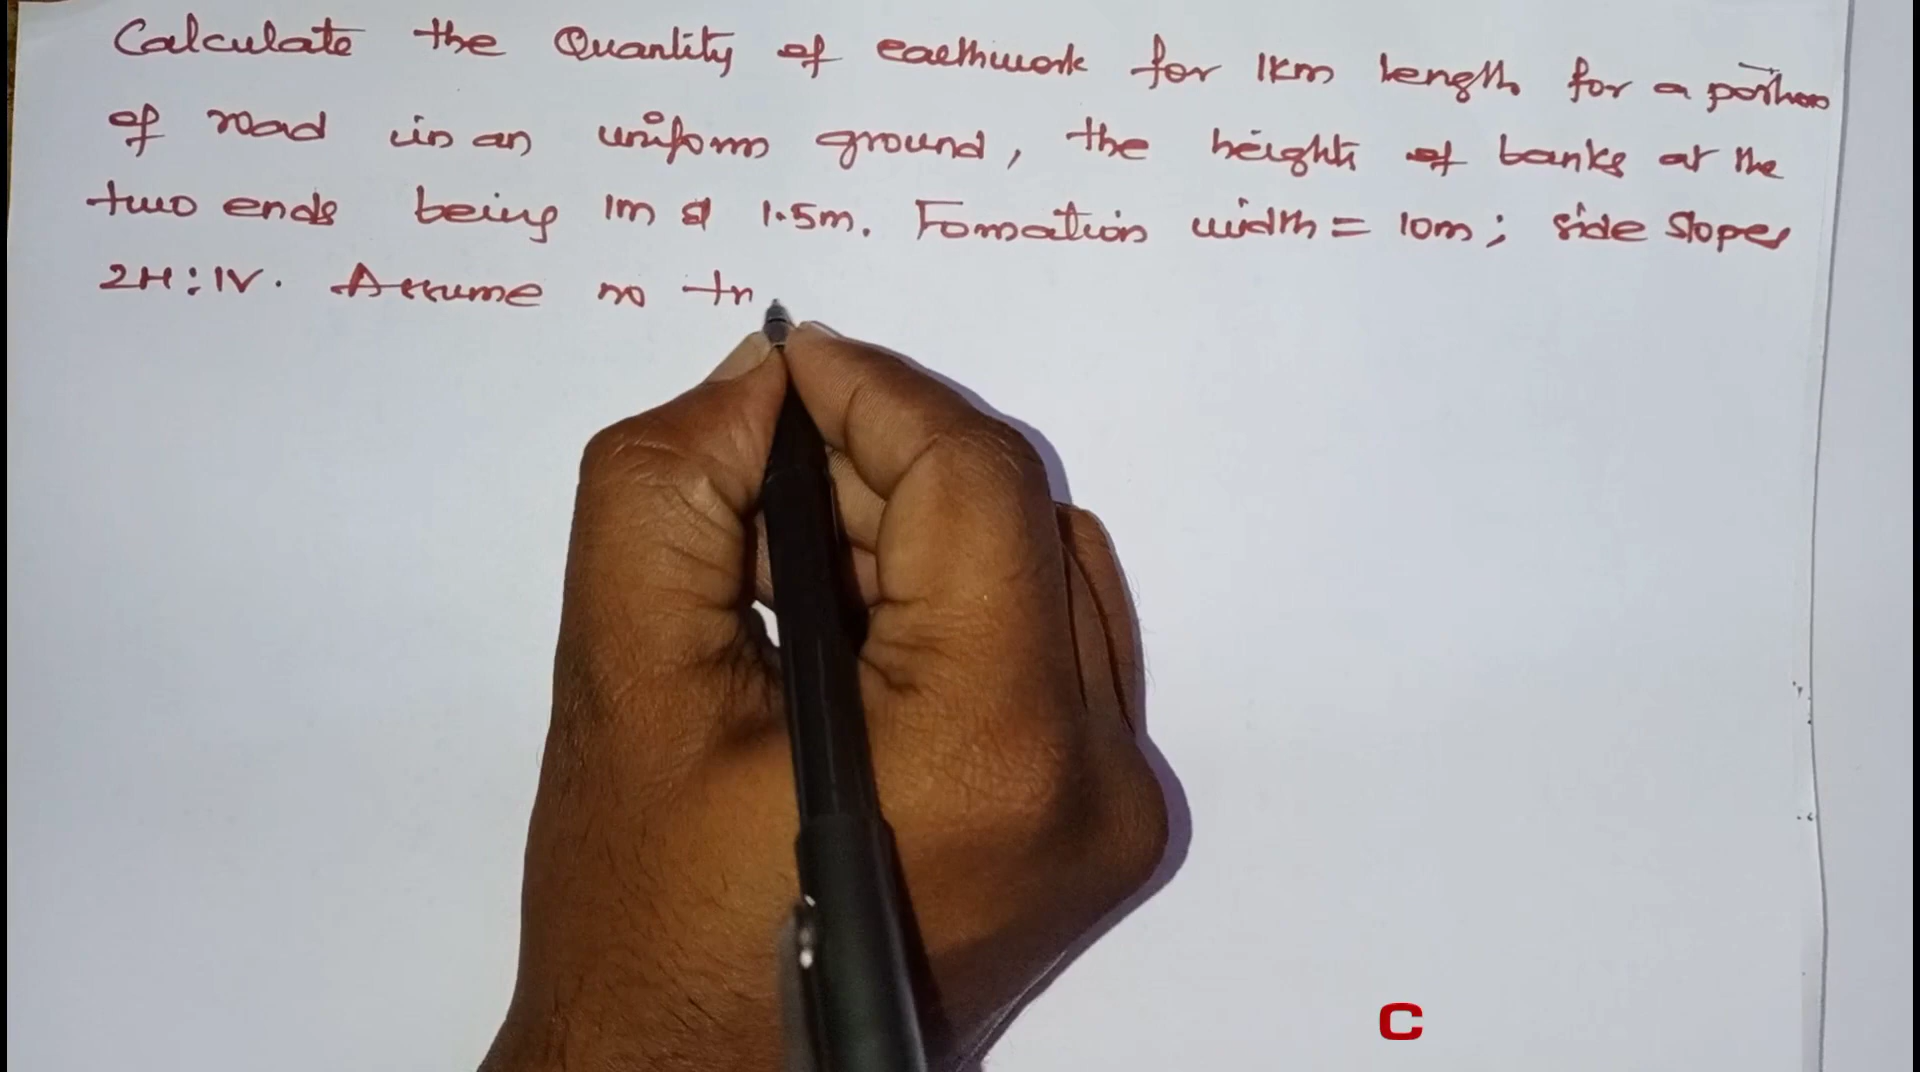 Calculate the Quantity of earthwork for 1km length for a portion
of road in an uniform ground, the heights of banks at the
two ends being 1m & 1.5m. Formation width = 10m; side slopes
2H:1V. Assume no tr
C